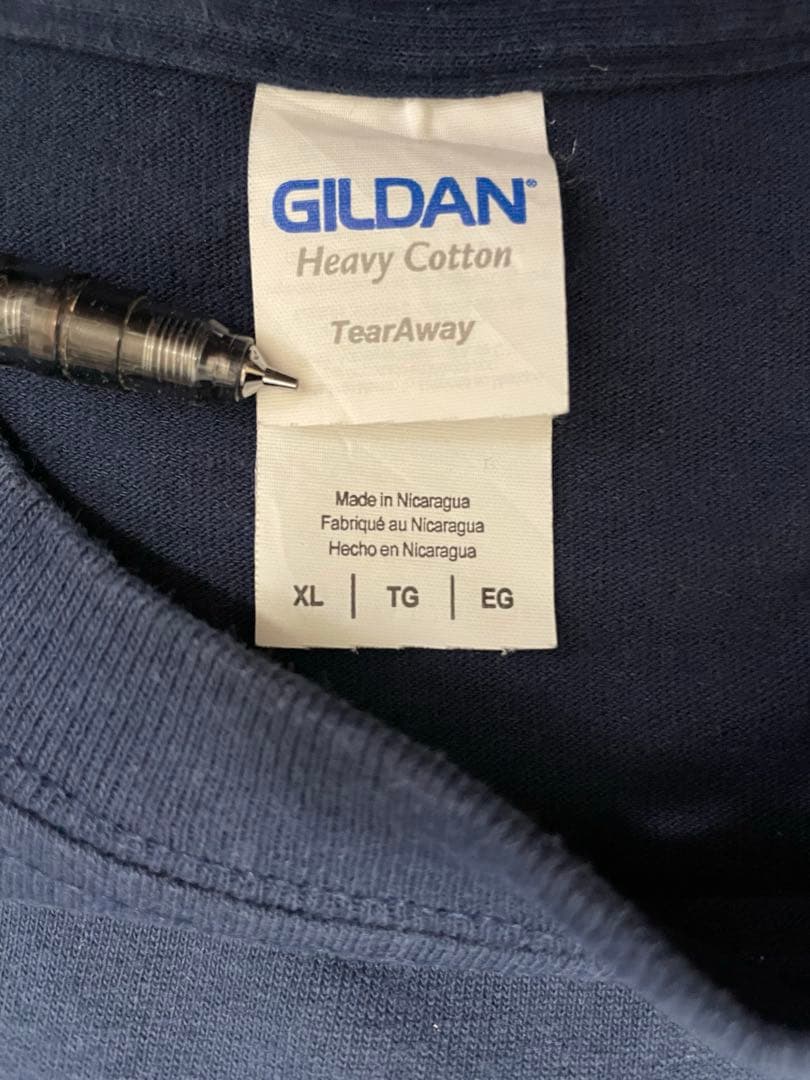 GILDAN®
Heavy Cotton
TearAway
Made in Nicaragua
Fabriqué au Nicaragua
Hecho en Nicaragua
XL | TG | EG